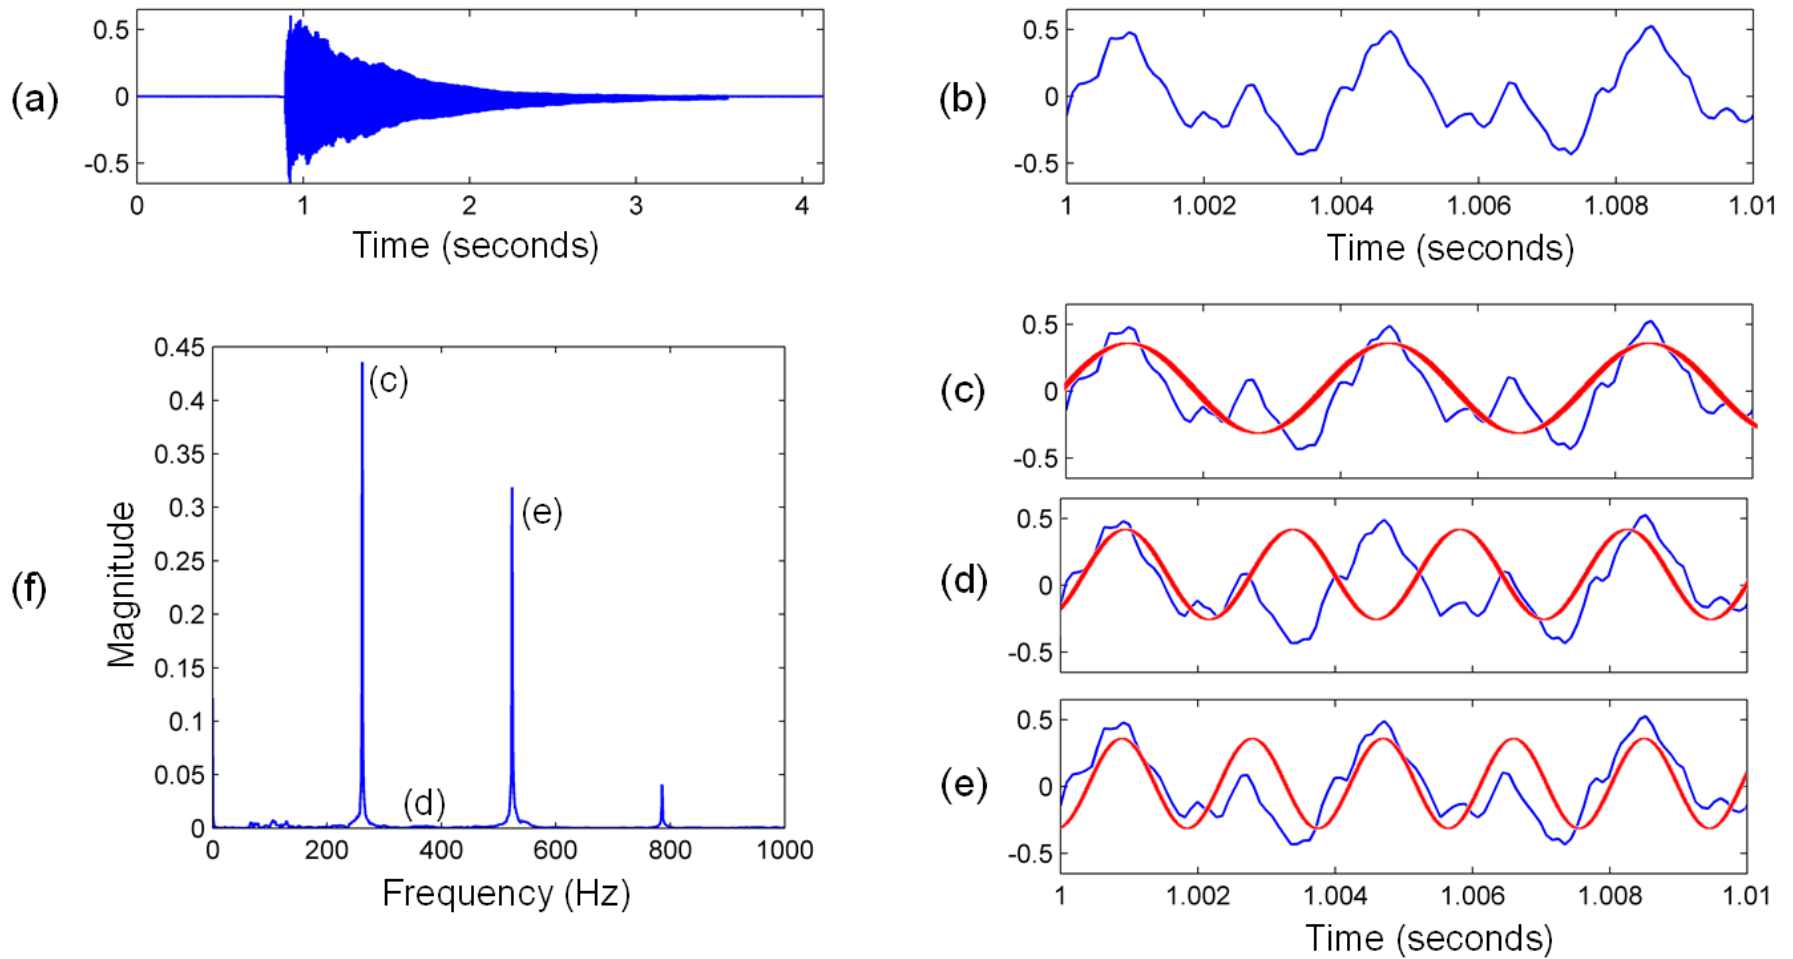 (a)
0.5
0
-0.5
0 1 2 3 4
Time (seconds)
(b)
0.5
0
-0.5
1 1.002 1.004 1.006 1.008 1.01
Time (seconds)
(f)
Magnitude
0.45
0.4
0.35
0.3
0.25
0.2
0.15
0.1
0.05
0
(c)
(e)
(d)
0 200 400 600 800 1000
Frequency (Hz)
(c)
0.5
0
-0.5
(d)
0.5
0
-0.5
(e)
0.5
0
-0.5
1 1.002 1.004 1.006 1.008 1.01
Time (seconds)